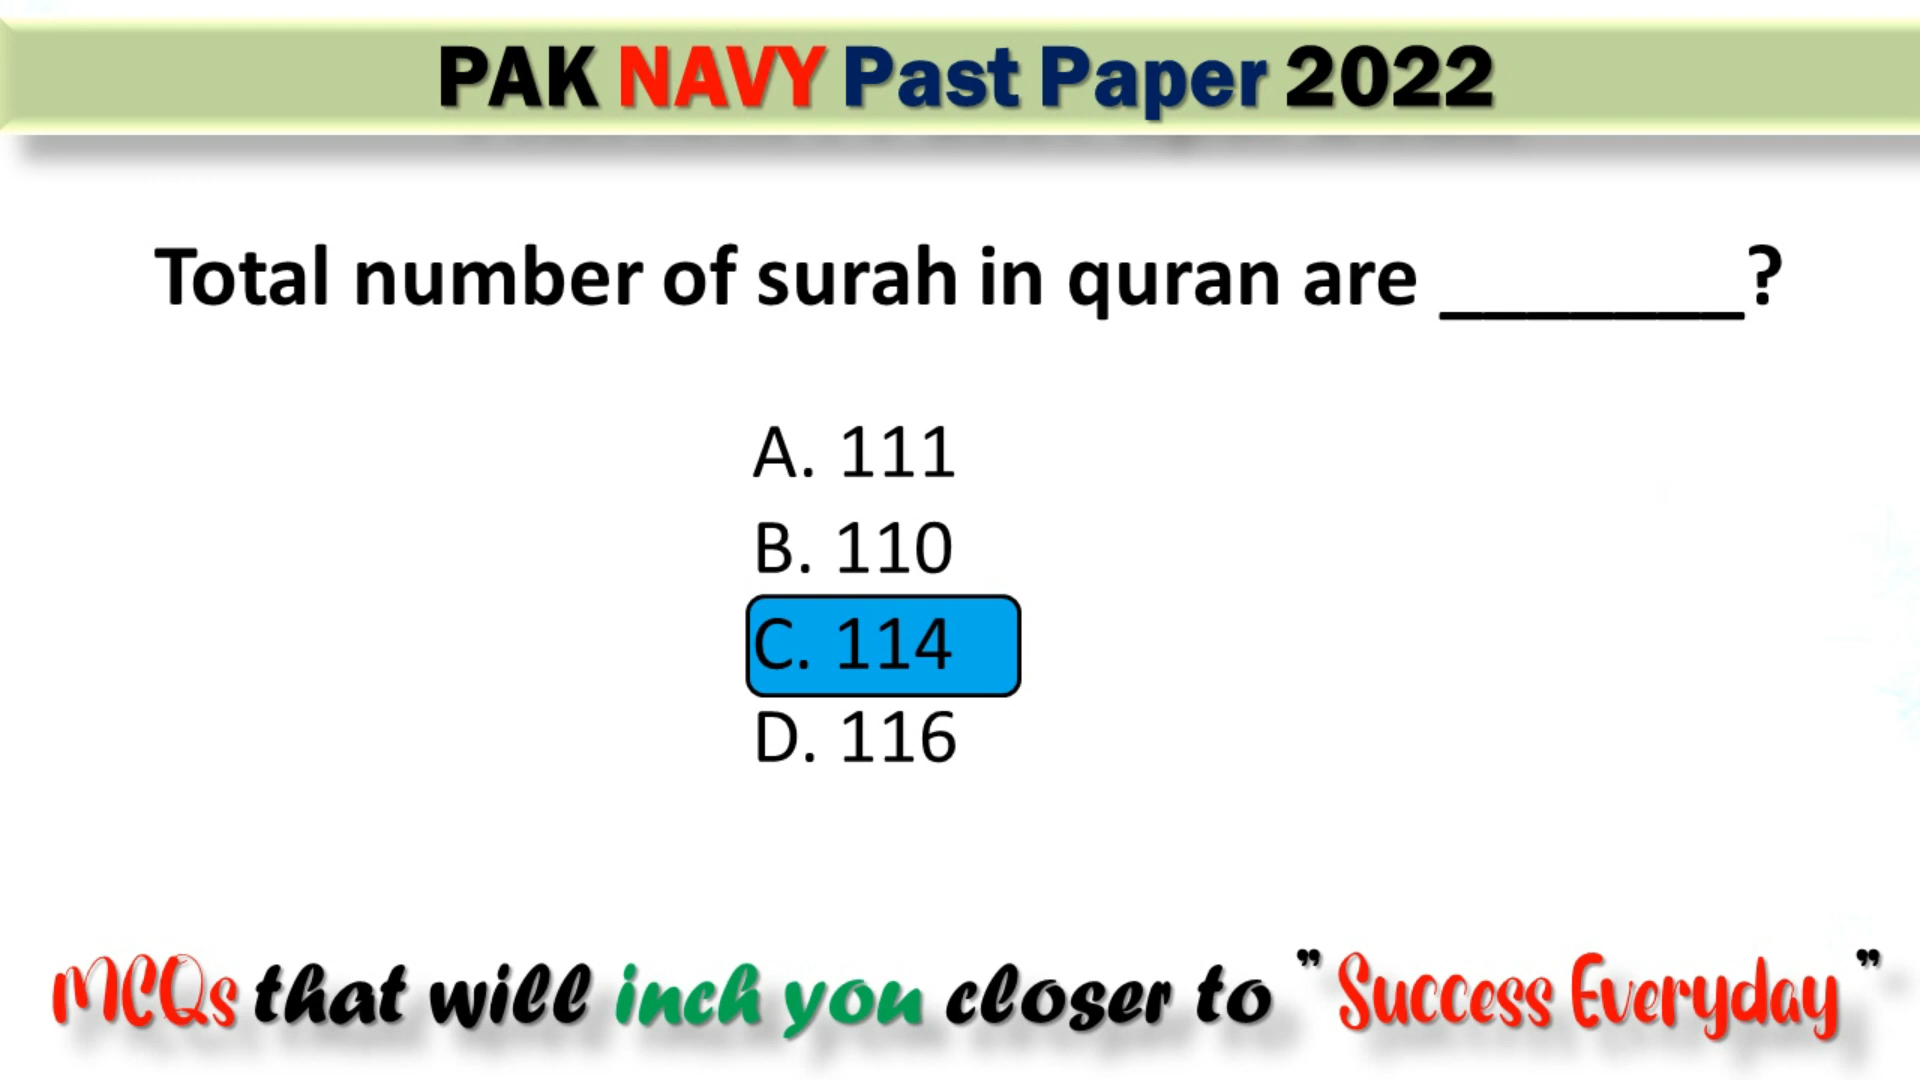 PAK NAVY Past Paper 2022
Total number of surah in quran are _______?
A. 111
B. 110
C. 114
D. 116
MCQs that will inch you closer to ” Success Everyday ”